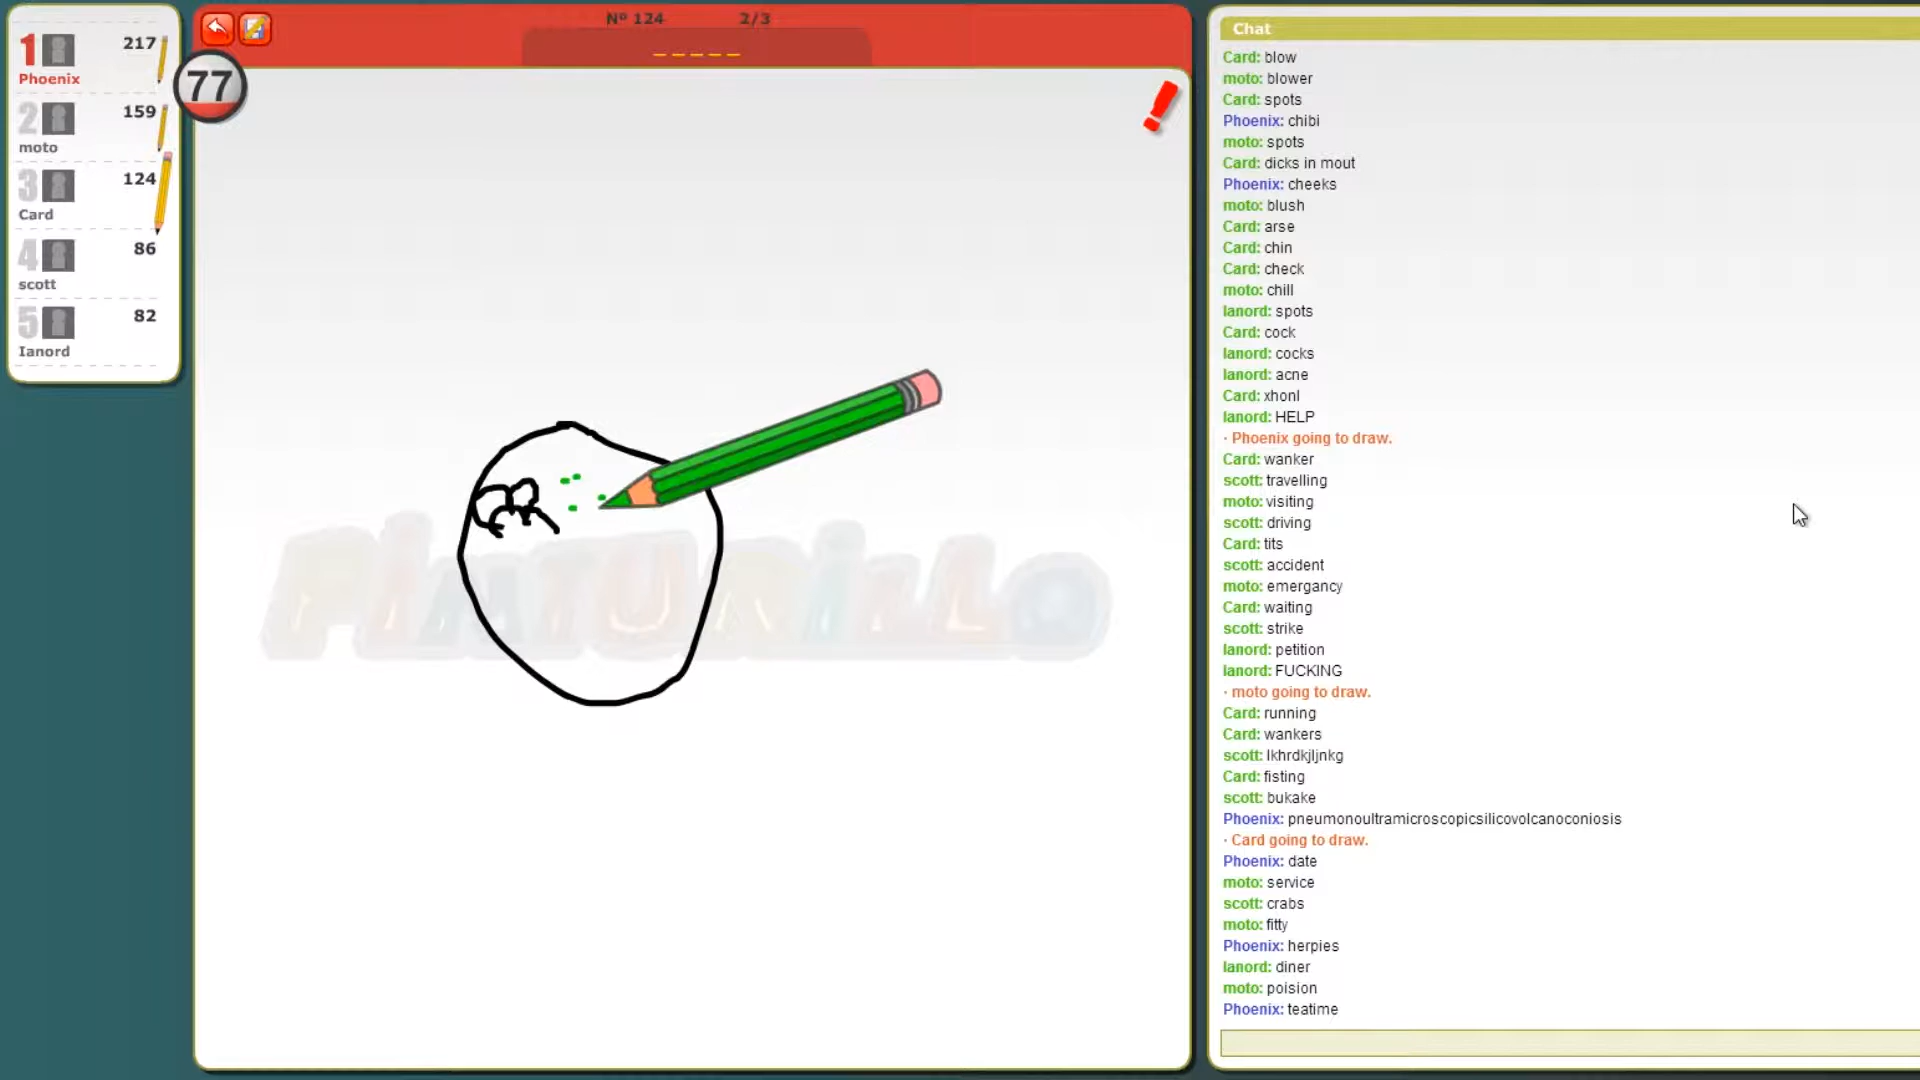 1 217
Phoenix
2 159
moto
3 124
Card
4 86
scott
5 82
Ianord
77
Nº 124 2/3
_ _ _ _ _
PINTURILLO
Chat
Card: blow
moto: blower
Card: spots
Phoenix: chibi
moto: spots
Card: dicks in mout
Phoenix: cheeks
moto: blush
Card: arse
Card: chin
Card: check
moto: chill
Ianord: spots
Card: cock
Ianord: cocks
Ianord: acne
Card: xhonl
Ianord: HELP
· Phoenix going to draw.
Card: wanker
scott: travelling
moto: visiting
scott: driving
Card: tits
scott: accident
moto: emergancy
Card: waiting
scott: strike
Ianord: petition
Ianord: FUCKING
· moto going to draw.
Card: running
Card: wankers
scott: lkhrdkjljnkg
Card: fisting
scott: bukake
Phoenix: pneumonoultramicroscopicsilicovolcanoconiosis
· Card going to draw.
Phoenix: date
moto: service
scott: crabs
moto: fitty
Phoenix: herpies
Ianord: diner
moto: poision
Phoenix: teatime